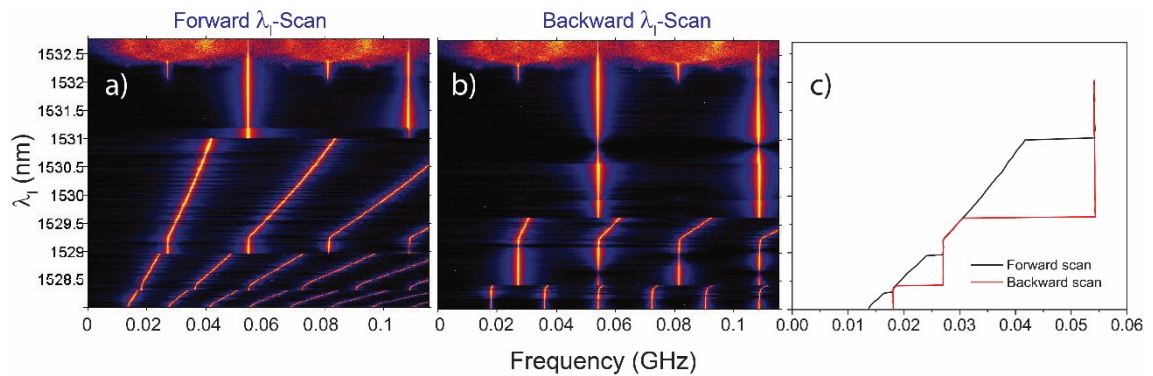 Forward λI-Scan
Backward λI-Scan
a)
b)
c)
λI (nm)
1532.5
1532
1531.5
1531
1530.5
1530
1529.5
1529
1528.5
0 0.02 0.04 0.06 0.08 0.1
0 0.02 0.04 0.06 0.08 0.1
0.00 0.01 0.02 0.03 0.04 0.05 0.06
Forward scan
Backward scan
Frequency (GHz)